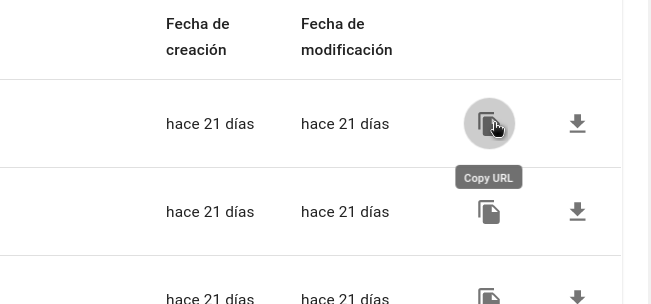 Fecha de creación
Fecha de modificación
hace 21 días
hace 21 días
Copy URL
hace 21 días
hace 21 días
hace 21 días
hace 21 días